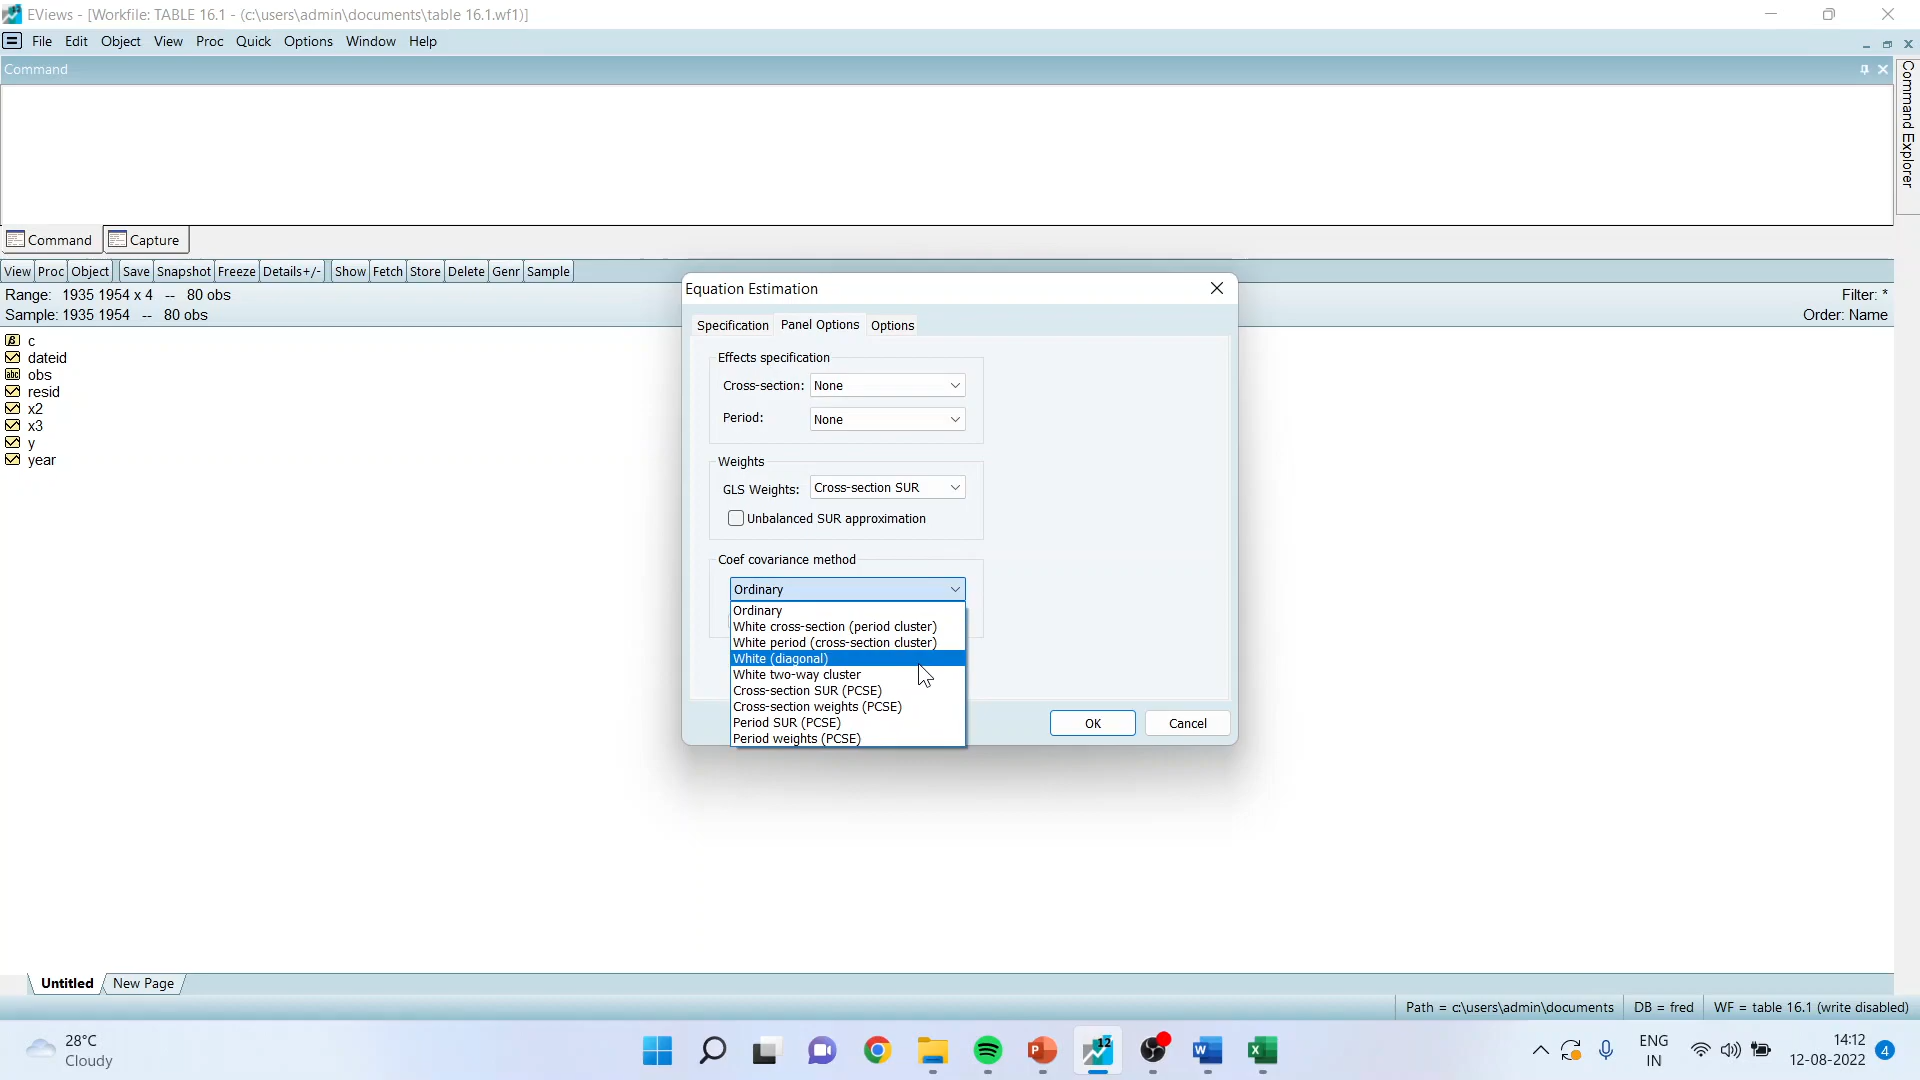 EViews - [Workfile: TABLE 16.1 - (c:\users\admin\documents\table 16.1.wf1)]
File Edit Object View Proc Quick Options Window Help
Command
Command Explorer
Command Capture
View Proc Object Save Snapshot Freeze Details+/- Show Fetch Store Delete Genr Sample
Range: 1935 1954 x 4 -- 80 obs
Filter: *
Sample: 1935 1954 -- 80 obs
Order: Name
c
dateid
obs
resid
x2
x3
y
year
Equation Estimation
Specification Panel Options Options
Effects specification
Cross-section: None
Period: None
Weights
GLS Weights: Cross-section SUR
Unbalanced SUR approximation
Coef covariance method
Ordinary
Ordinary
White cross-section (period cluster)
White period (cross-section cluster)
White (diagonal)
White two-way cluster
Cross-section SUR (PCSE)
Cross-section weights (PCSE)
Period SUR (PCSE)
Period weights (PCSE)
OK Cancel
Untitled New Page
Path = c:\users\admin\documents DB = fred WF = table 16.1 (write disabled)
28°C
Cloudy
12
ENG
IN
14:12
12-08-2022
4